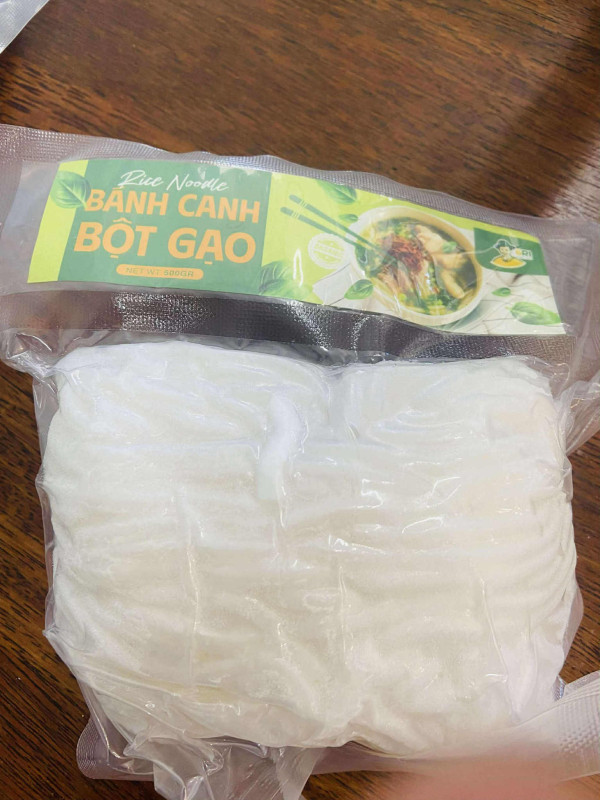 Rice Noodle
BÁNH CANH
BỘT GẠO
NET WT: 500GR